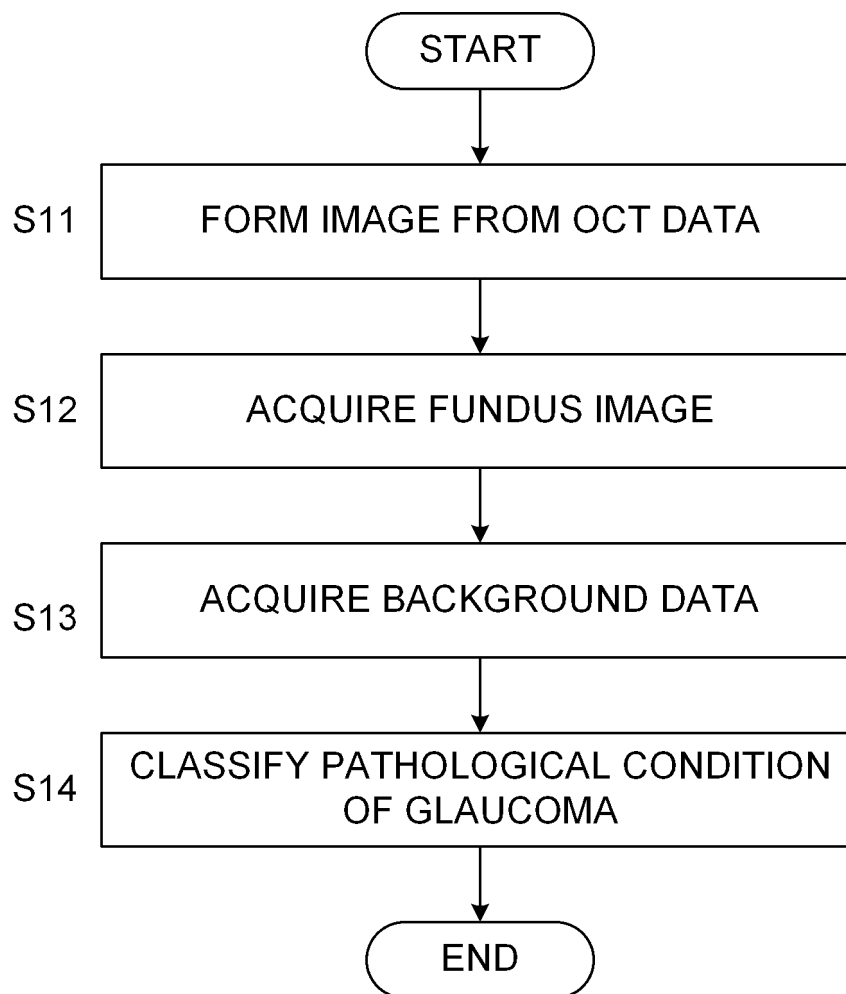 START
S11
FORM IMAGE FROM OCT DATA
S12
ACQUIRE FUNDUS IMAGE
S13
ACQUIRE BACKGROUND DATA
S14
CLASSIFY PATHOLOGICAL CONDITION
OF GLAUCOMA
END